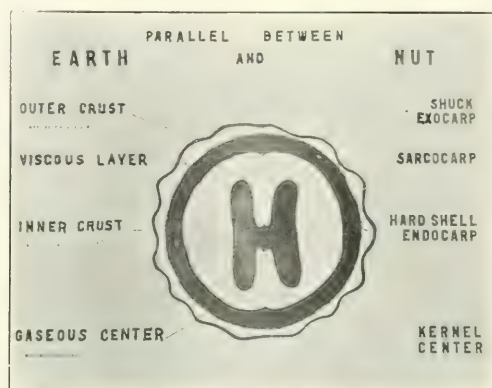 PARALLEL BETWEEN
EARTH AND NUT
OUTER CRUST
SHUCK
EXOCARP
VISCOUS LAYER
SARCOCARP
INNER CRUST
HARD SHELL
ENDOCARP
GASEOUS CENTER
KERNEL
CENTER